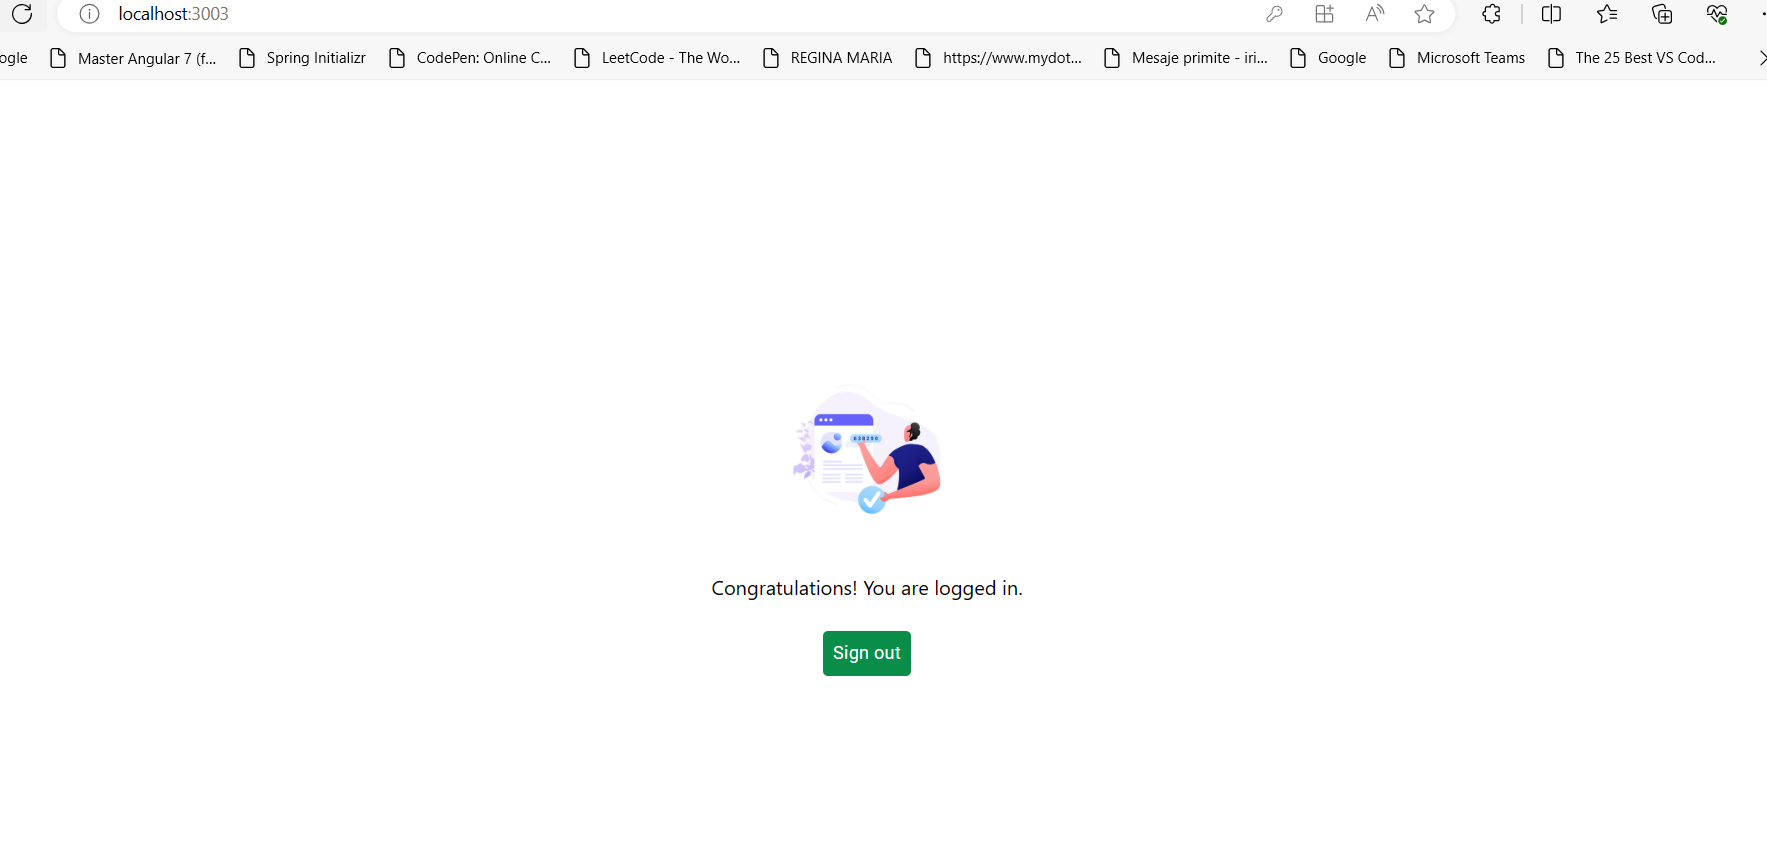 localhost:3003
ogle Master Angular 7 (f... Spring Initializr CodePen: Online C... LeetCode - The Wo... REGINA MARIA https://www.mydot... Mesaje primite - iri... Google Microsoft Teams The 25 Best VS Cod...
638296
Congratulations! You are logged in.
Sign out